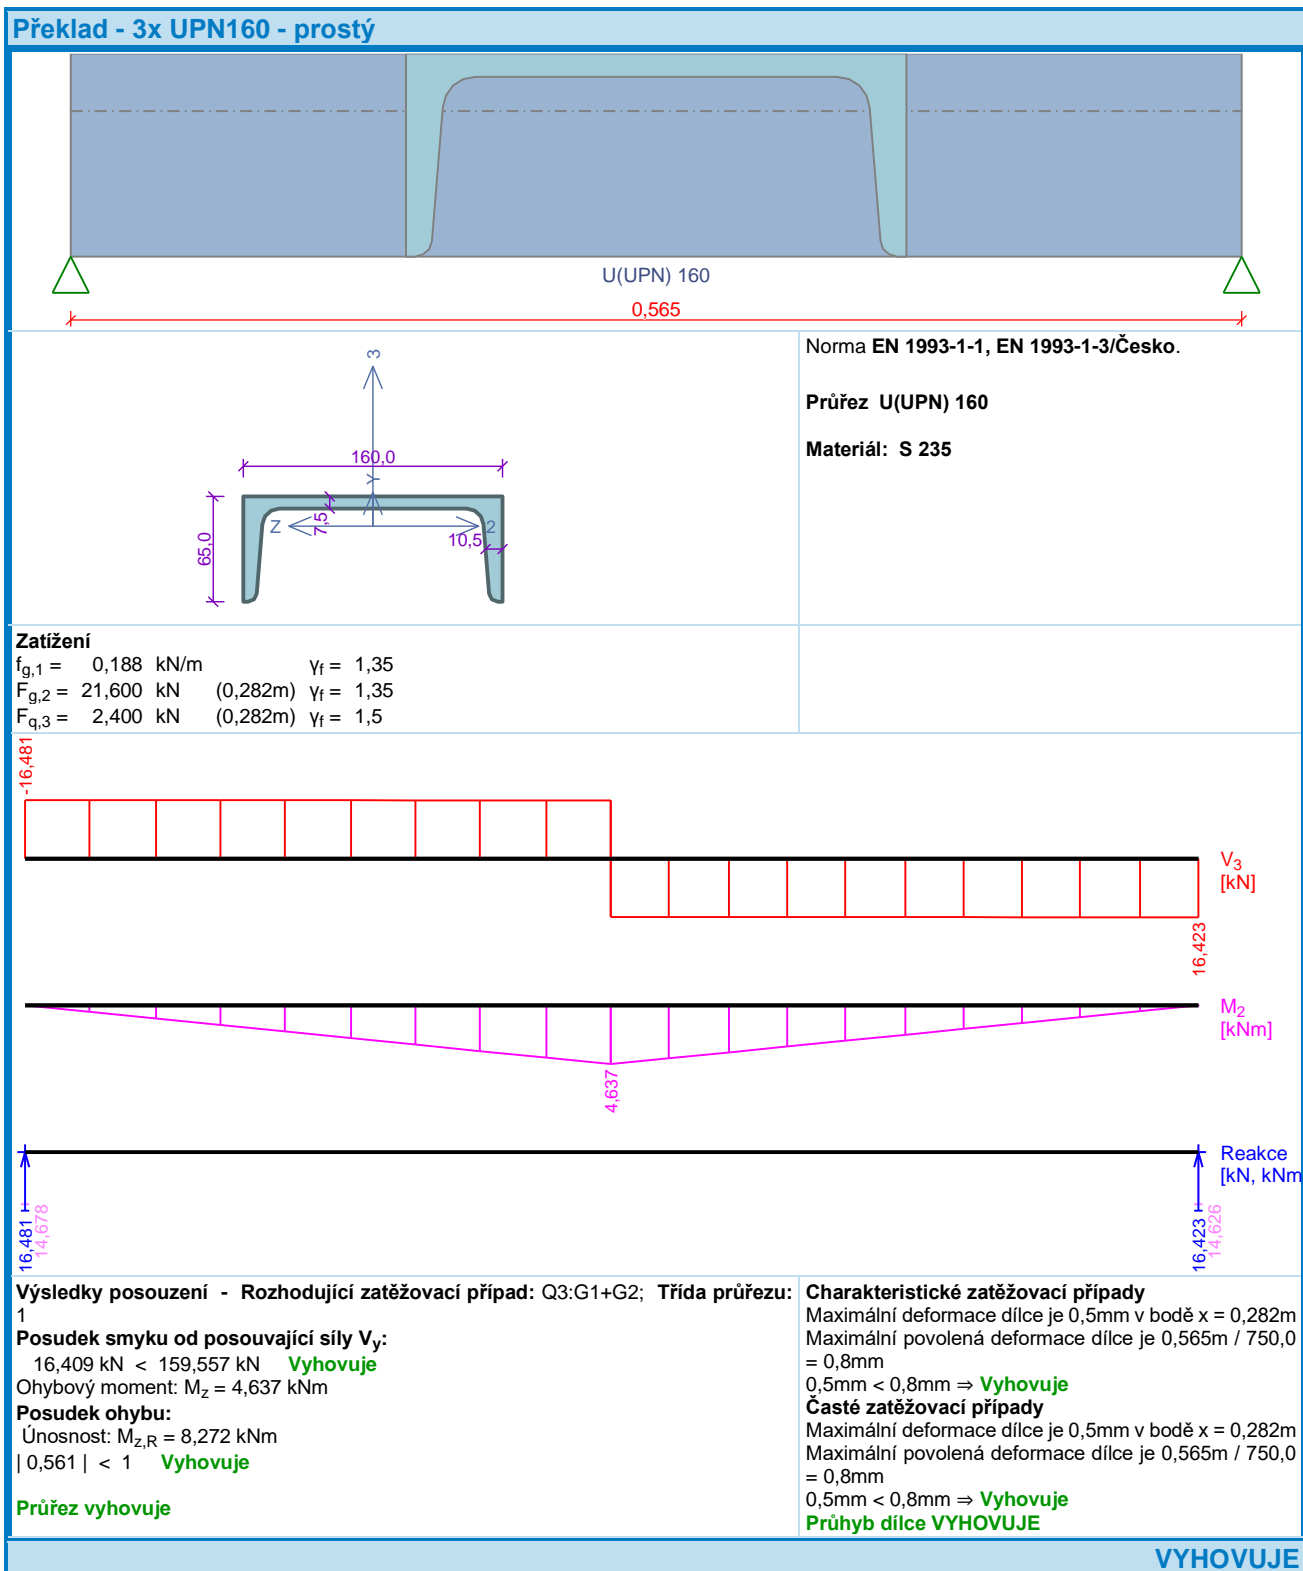 Překlad - 3x UPN160 - prostý
U(UPN) 160
0,565
3
160,0
Y
Z
2
7,5
10,5
65,0
Norma EN 1993-1-1, EN 1993-1-3/Česko.
Průřez U(UPN) 160
Materiál: S 235
Zatížení
fg,1 = 0,188 kN/m γf = 1,35
Fg,2 = 21,600 kN (0,282m) γf = 1,35
Fq,3 = 2,400 kN (0,282m) γf = 1,5
-16,481
V3
[kN]
16,423
M2
[kNm]
4,637
Reakce
[kN, kNm
16,481
14,678
16,423
14,626
Výsledky posouzení - Rozhodující zatěžovací případ: Q3:G1+G2; Třída průřezu:
1
Posudek smyku od posouvající síly Vy:
16,409 kN < 159,557 kN Vyhovuje
Ohybový moment: Mz = 4,637 kNm
Posudek ohybu:
Únosnost: Mz,R = 8,272 kNm
| 0,561 | < 1 Vyhovuje
Průřez vyhovuje
Charakteristické zatěžovací případy
Maximální deformace dílce je 0,5mm v bodě x = 0,282m
Maximální povolená deformace dílce je 0,565m / 750,0
= 0,8mm
0,5mm < 0,8mm ⇒ Vyhovuje
Časté zatěžovací případy
Maximální deformace dílce je 0,5mm v bodě x = 0,282m
Maximální povolená deformace dílce je 0,565m / 750,0
= 0,8mm
0,5mm < 0,8mm ⇒ Vyhovuje
Průhyb dílce VYHOVUJE
VYHOVUJE